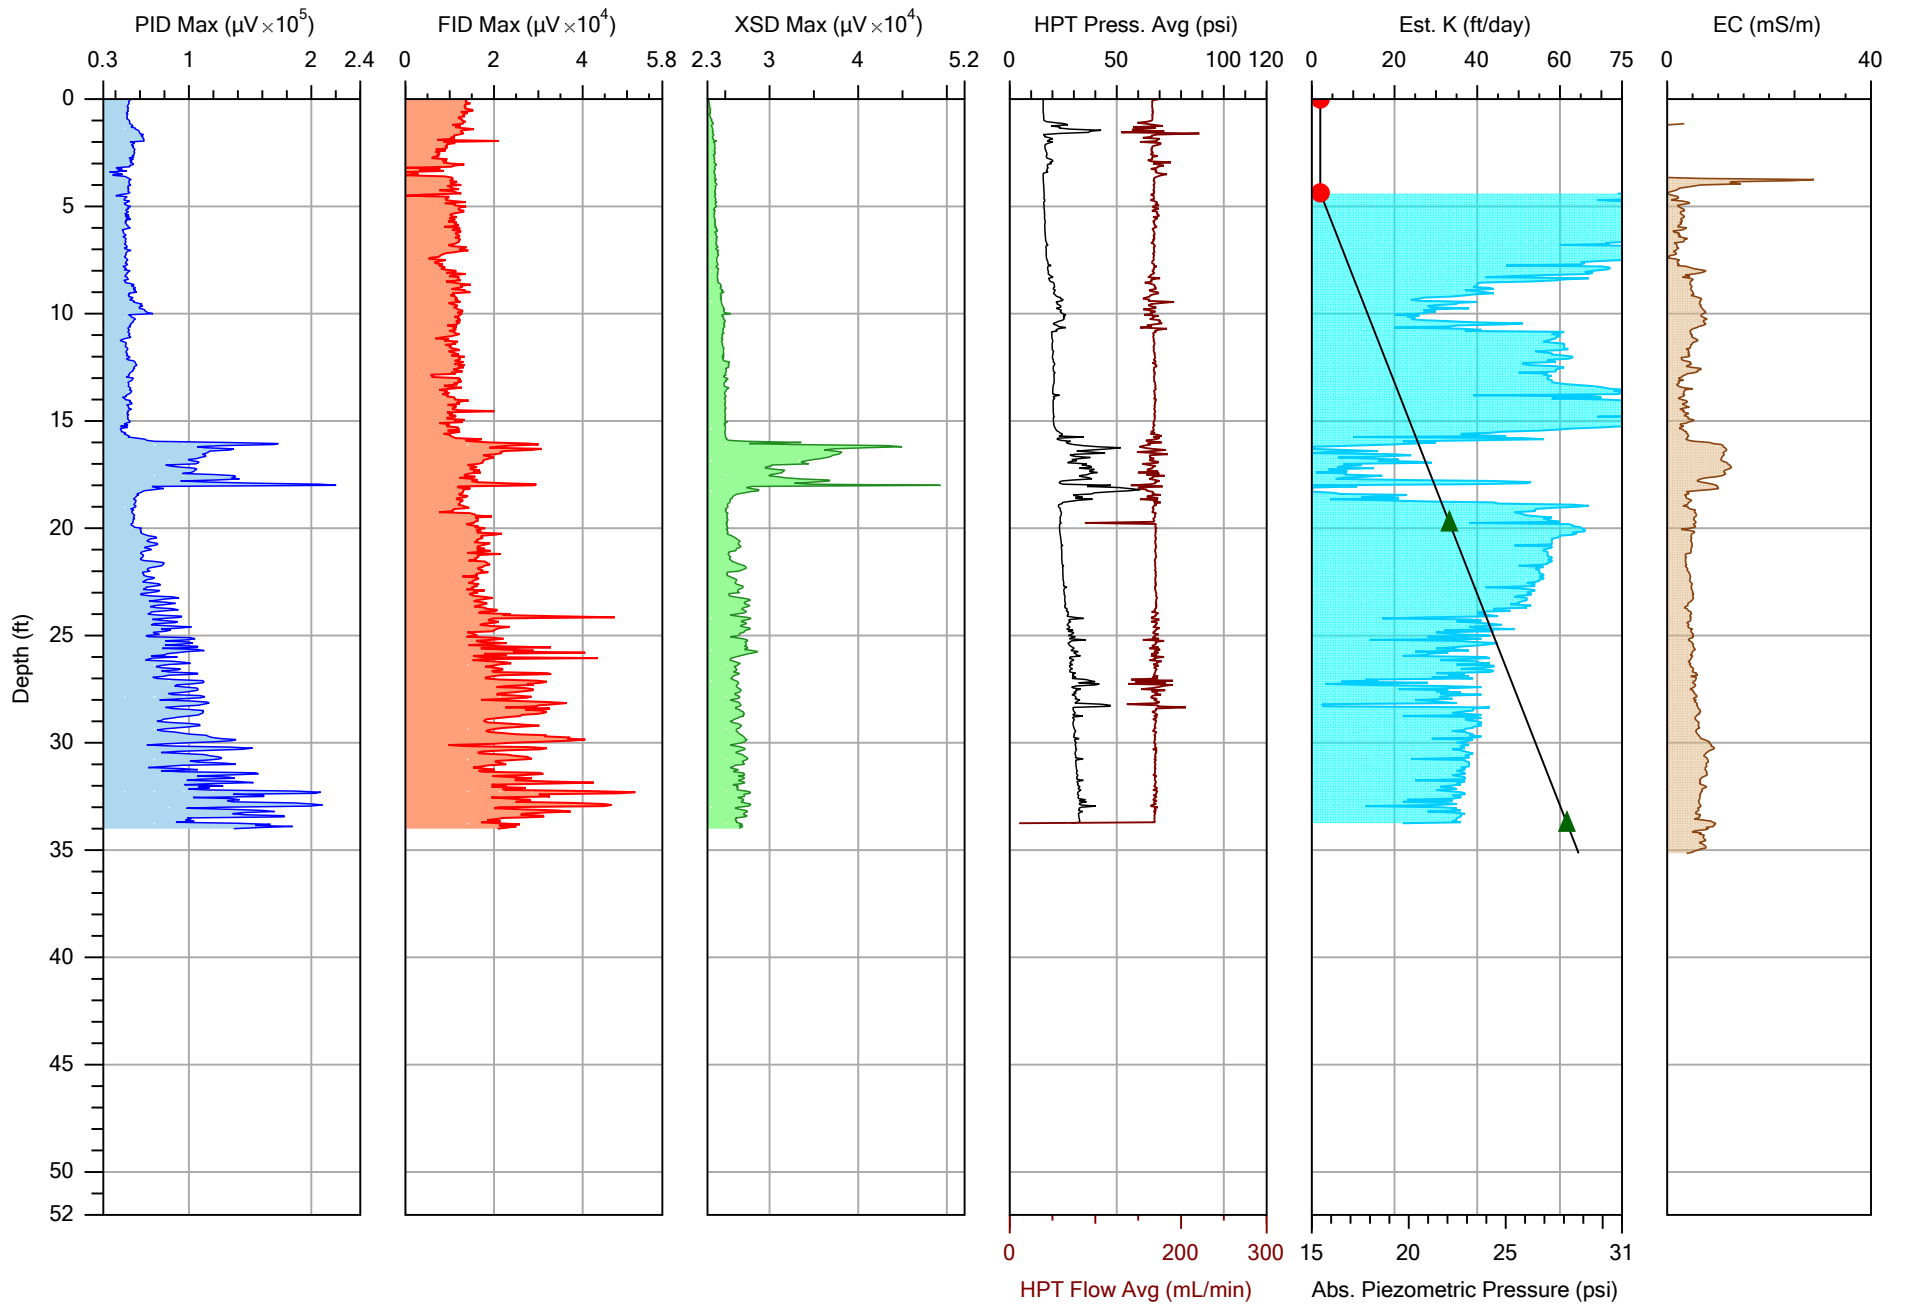 PID Max (µV×10⁵) FID Max (µV×10⁴) XSD Max (µV×10⁴) HPT Press. Avg (psi) Est. K (ft/day) EC (mS/m)
0.3 1 2 2.4 0 2 4 5.8 2.3 3 4 5.2 0 50 100 120 0 20 40 60 75 0 40
0
5
10
15
20
25
30
35
40
45
50
52
Depth (ft)
0 200 300 15 20 25 31
HPT Flow Avg (mL/min) Abs. Piezometric Pressure (psi)